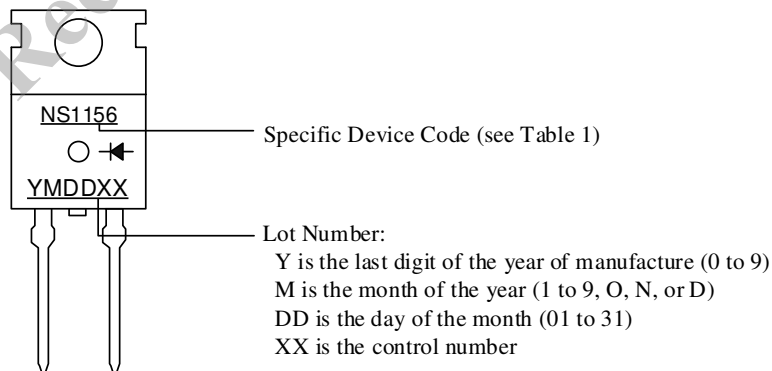 NS1156
Specific Device Code (see Table 1)
YMDDXX
Lot Number:
Y is the last digit of the year of manufacture (0 to 9)
M is the month of the year (1 to 9, O, N, or D)
DD is the day of the month (01 to 31)
XX is the control number